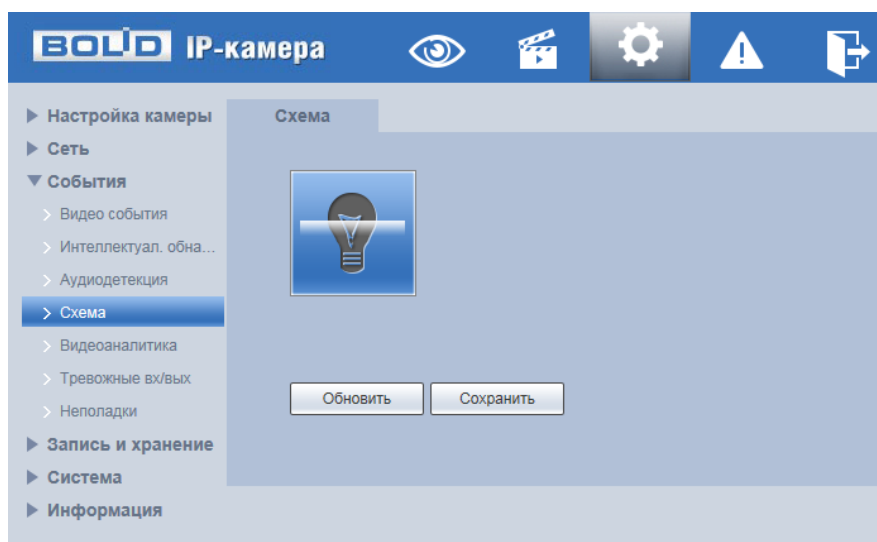 BOLID IP-камера
Настройка камеры
Сеть
События
Видео события
Интеллектуал. обна...
Аудиодетекция
Схема
Видеоаналитика
Тревожные вх/вых
Неполадки
Запись и хранение
Система
Информация
Схема
Обновить Сохранить